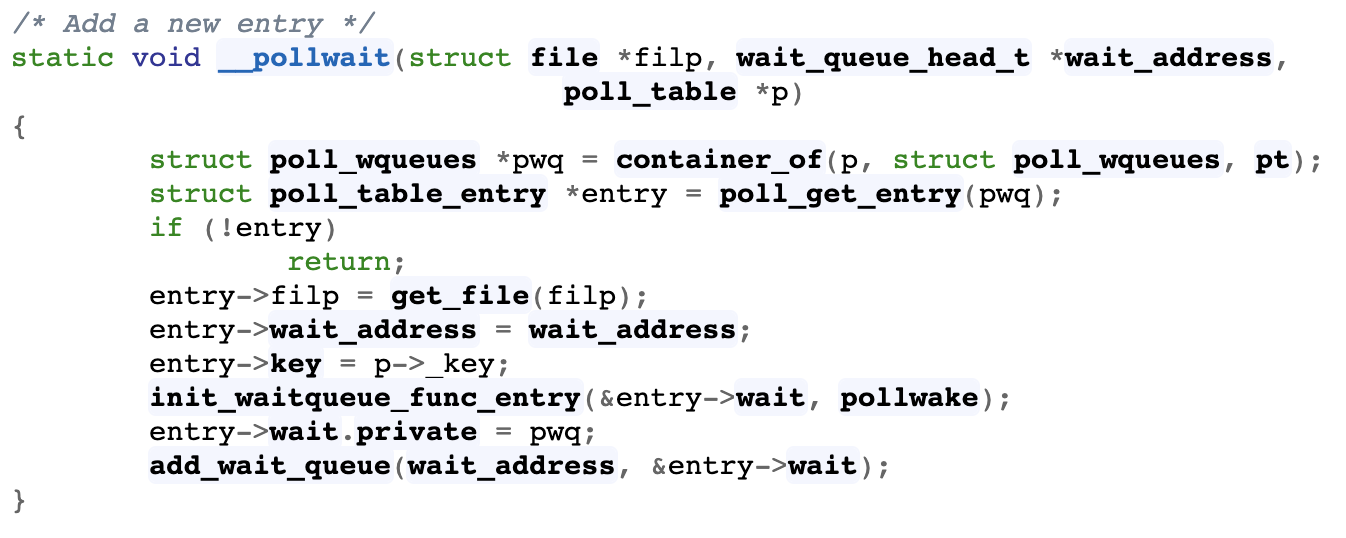 /* Add a new entry */
static void __pollwait(struct file *filp, wait_queue_head_t *wait_address,
                                poll_table *p)
{
        struct poll_wqueues *pwq = container_of(p, struct poll_wqueues, pt);
        struct poll_table_entry *entry = poll_get_entry(pwq);
        if (!entry)
                return;
        entry->filp = get_file(filp);
        entry->wait_address = wait_address;
        entry->key = p->_key;
        init_waitqueue_func_entry(&entry->wait, pollwake);
        entry->wait.private = pwq;
        add_wait_queue(wait_address, &entry->wait);
}